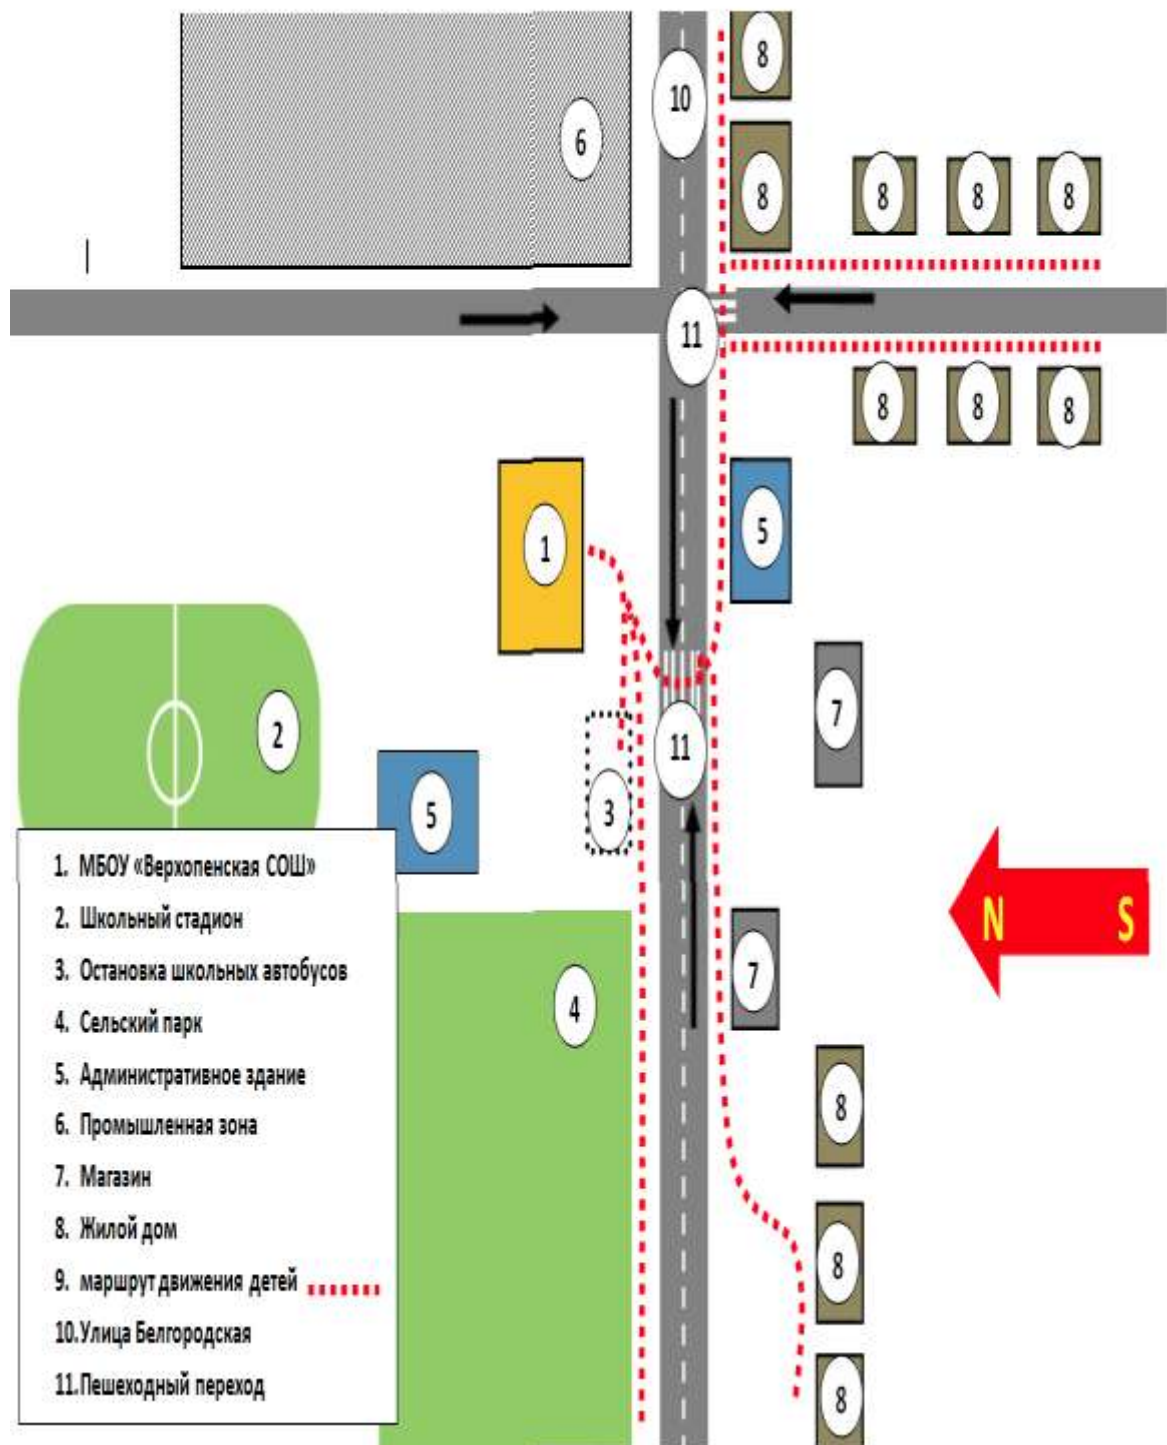 8
10
6
8
8
8
8
11
8
8
8
1
5
2
7
11
5
3
N S
7
4
8
8
8
1. МБОУ «Верхопенская СОШ»
2. Школьный стадион
3. Остановка школьных автобусов
4. Сельский парк
5. Административное здание
6. Промышленная зона
7. Магазин
8. Жилой дом
9. маршрут движения детей
10.Улица Белгородская
11.Пешеходный переход